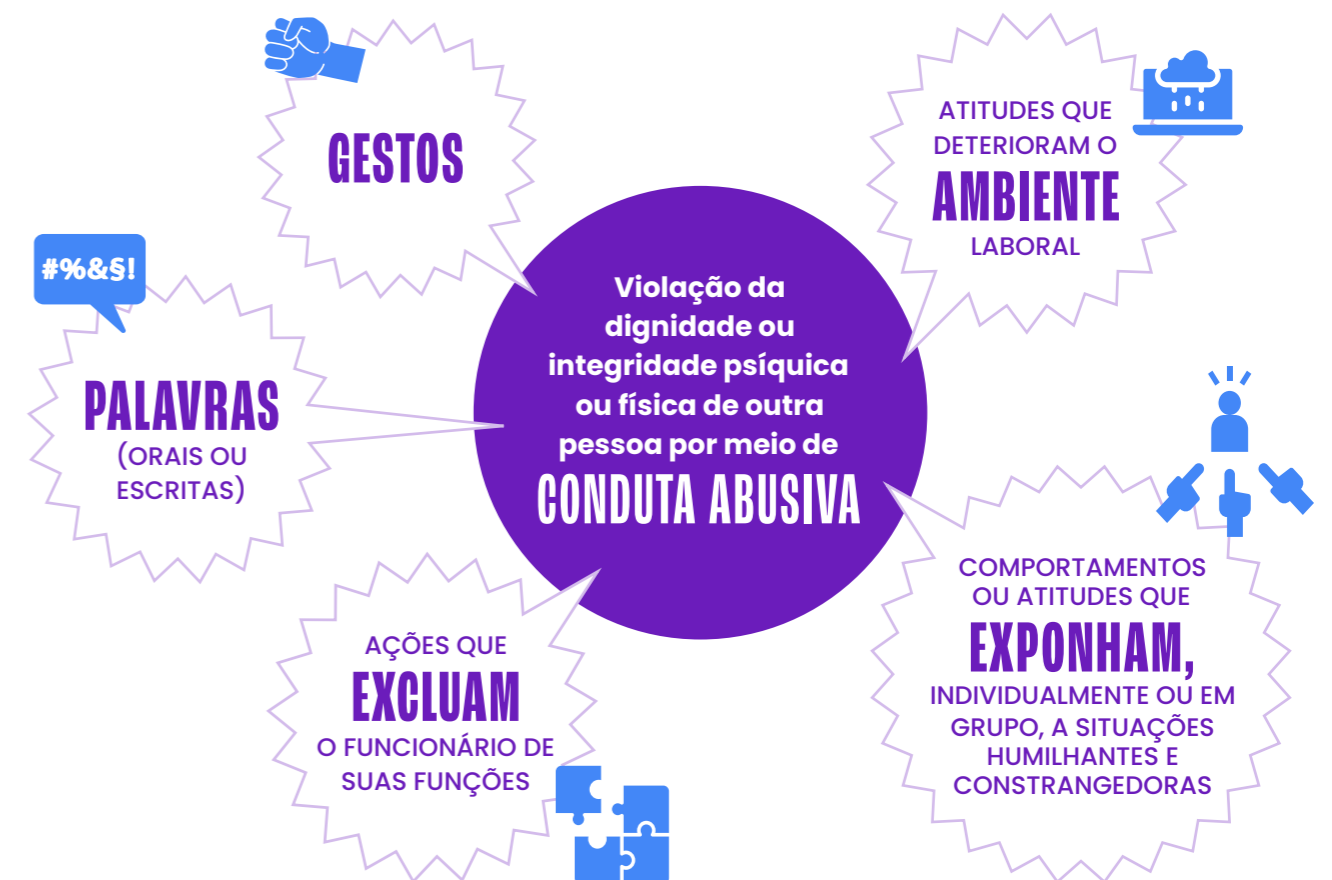 GESTOS
ATITUDES QUE
DETERIORAM O
AMBIENTE
LABORAL
#%&§!
PALAVRAS
(ORAIS OU
ESCRITAS)
Violação da
dignidade ou
integridade psíquica
ou física de outra
pessoa por meio de
CONDUTA ABUSIVA
AÇÕES QUE
EXCLUAM
O FUNCIONÁRIO DE
SUAS FUNÇÕES
COMPORTAMENTOS
OU ATITUDES QUE
EXPONHAM,
INDIVIDUALMENTE OU EM
GRUPO, A SITUAÇÕES
HUMILHANTES E
CONSTRANGEDORAS